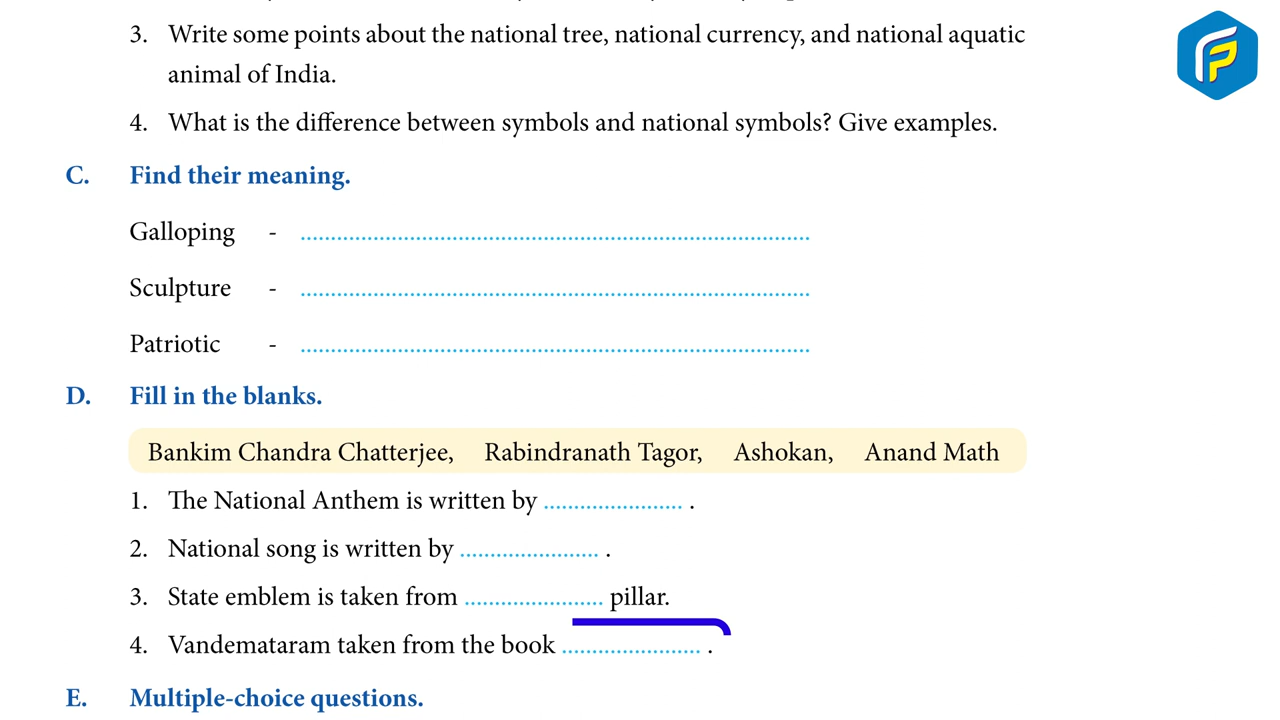 3. Write some points about the national tree, national currency, and national aquatic
animal of India.
4. What is the difference between symbols and national symbols? Give examples.
C. Find their meaning.
Galloping - ....................................................................................
Sculpture - ....................................................................................
Patriotic - ....................................................................................
D. Fill in the blanks.
Bankim Chandra Chatterjee, Rabindranath Tagor, Ashokan, Anand Math
1. The National Anthem is written by ....................... .
2. National song is written by ....................... .
3. State emblem is taken from ....................... pillar.
4. Vandemataram taken from the book ....................... .
E. Multiple-choice questions.